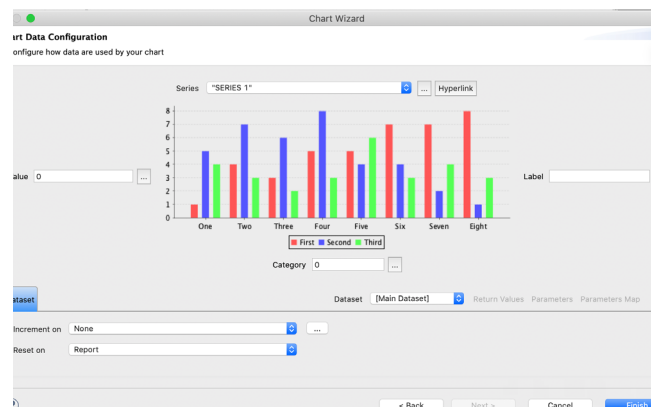 Chart Wizard
art Data Configuration
onfigure how data are used by your chart
Series "SERIES 1" ... Hyperlink
8
7
6
5
4
3
2
1
0
alue 0 ...
Label
One Two Three Four Five Six Seven Eight
First Second Third
Category 0 ...
ataset
Dataset [Main Dataset] Return Values Parameters Parameters Map
Increment on None ...
Reset on Report
< Back Next > Cancel Finish